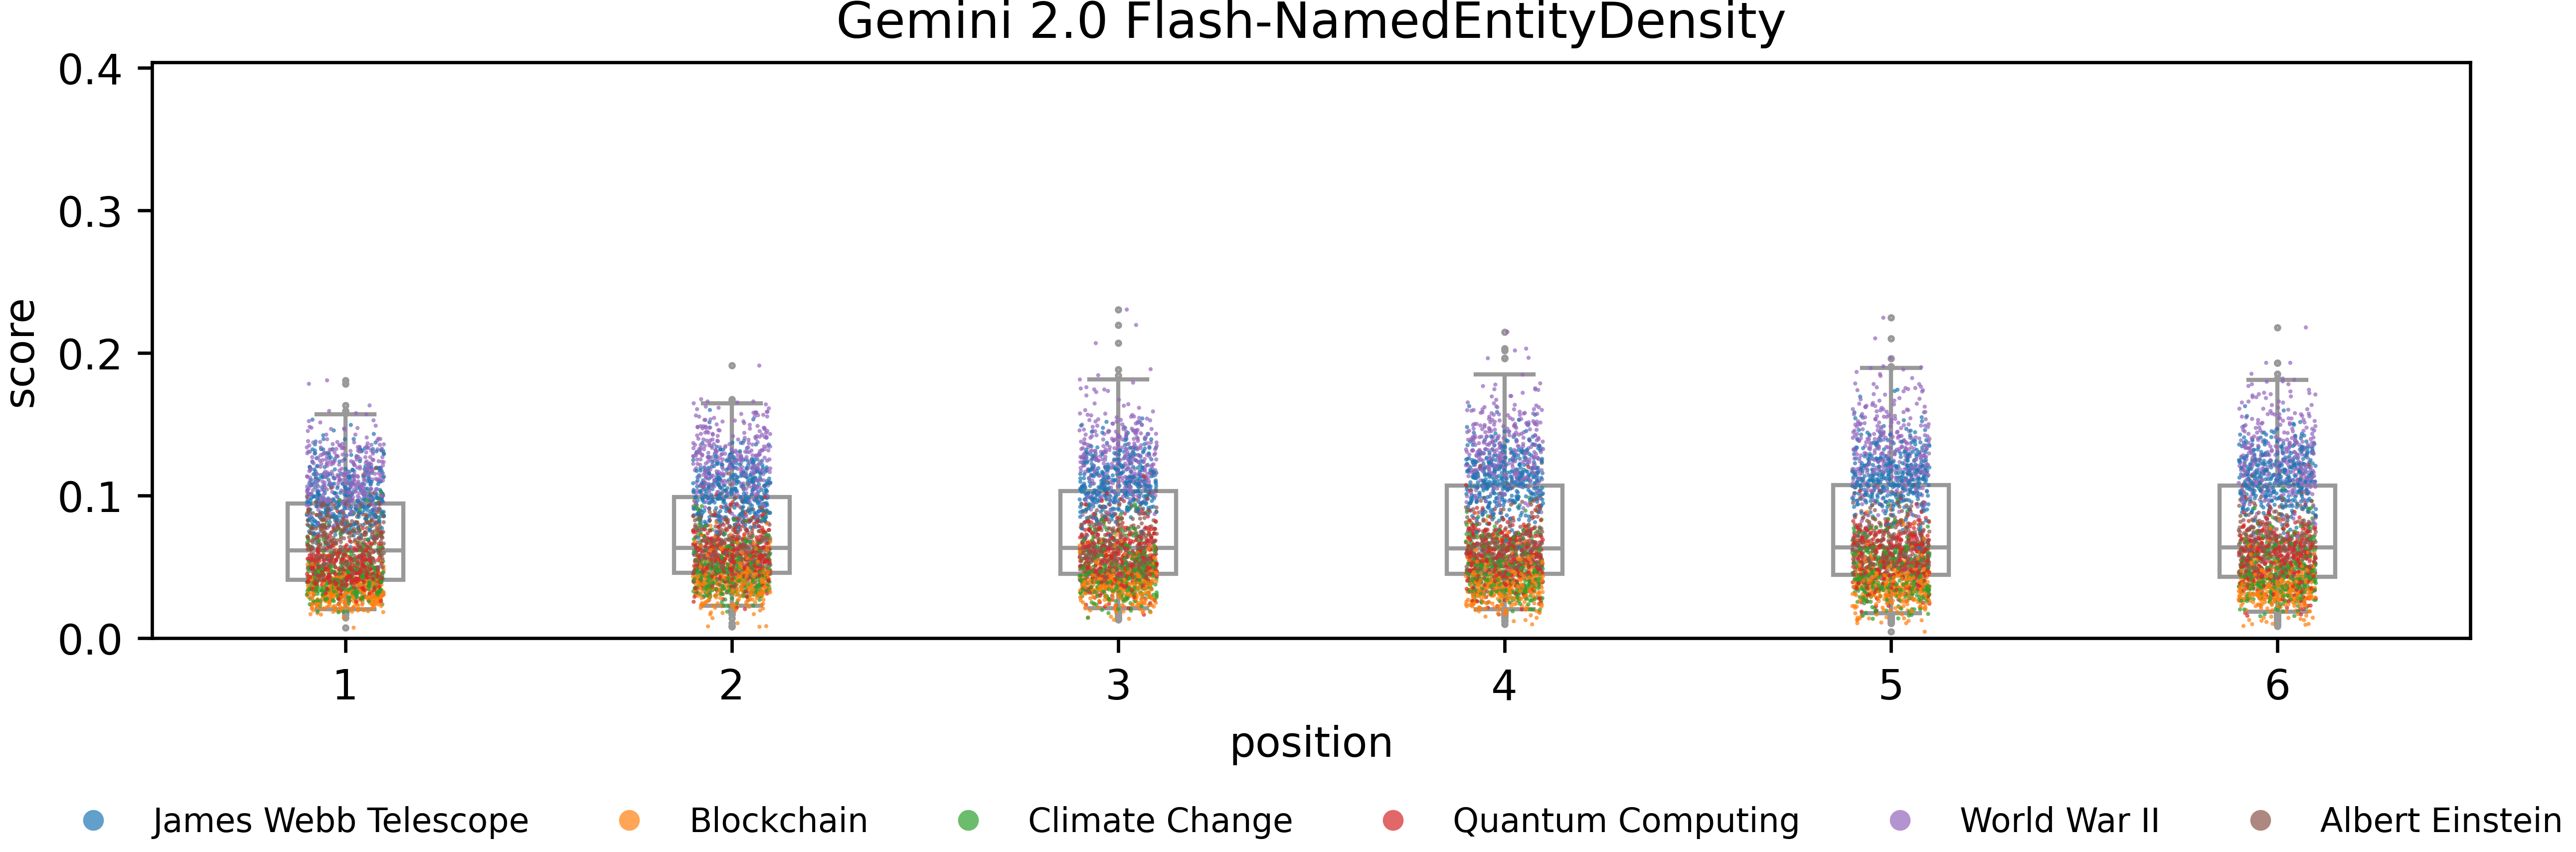 Gemini 2.0 Flash-NamedEntityDensity
0.4
0.3
0.2
0.1
0.0
score
1 2 3 4 5 6
position
James Webb Telescope Blockchain Climate Change Quantum Computing World War II Albert Einstein